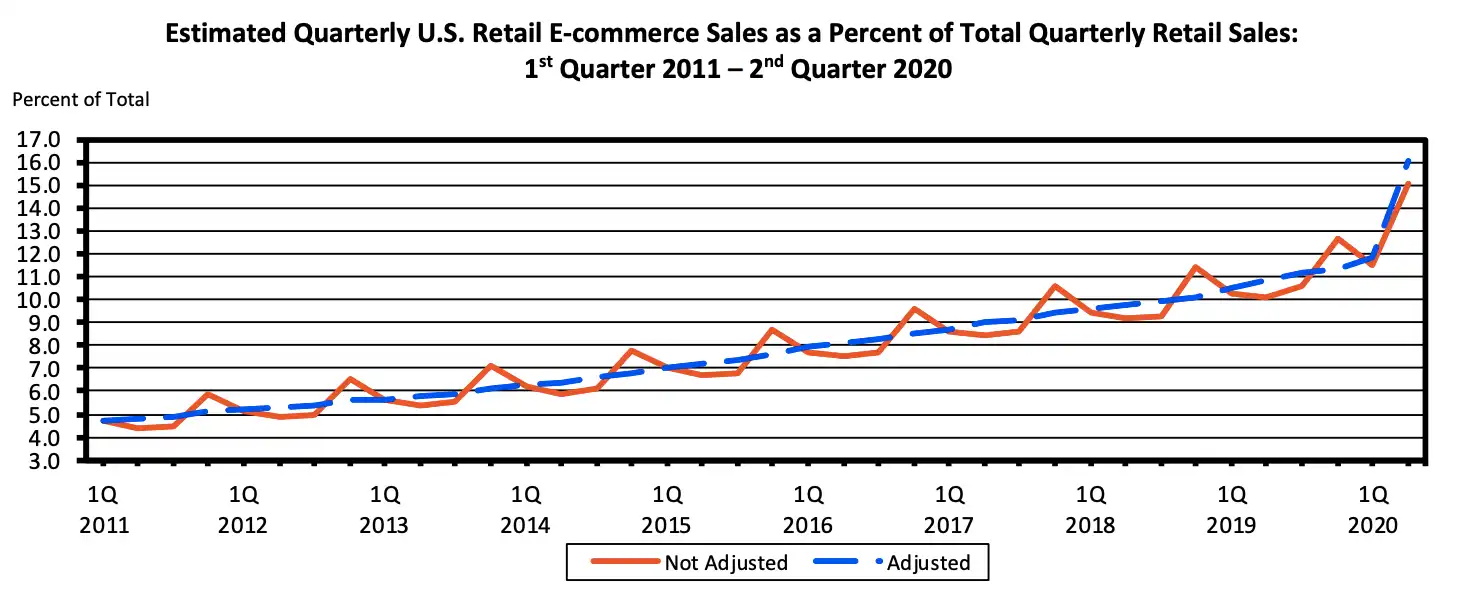 Estimated Quarterly U.S. Retail E-commerce Sales as a Percent of Total Quarterly Retail Sales:
1st Quarter 2011 – 2nd Quarter 2020
Percent of Total
17.0
16.0
15.0
14.0
13.0
12.0
11.0
10.0
9.0
8.0
7.0
6.0
5.0
4.0
3.0
1Q 1Q 1Q 1Q 1Q 1Q 1Q 1Q 1Q 1Q
2011 2012 2013 2014 2015 2016 2017 2018 2019 2020
Not Adjusted Adjusted